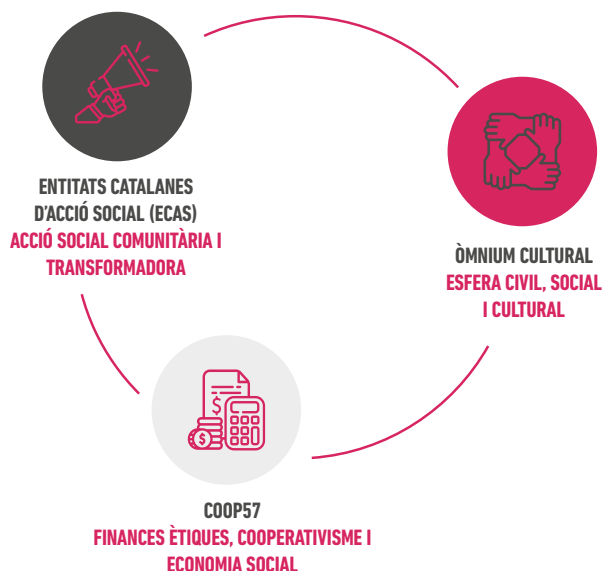 ENTITATS CATALANES
D'ACCIÓ SOCIAL (ECAS)
ACCIÓ SOCIAL COMUNITÀRIA I
TRANSFORMADORA
ÒMNIUM CULTURAL
ESFERA CIVIL, SOCIAL
I CULTURAL
$
$
COOP57
FINANCES ÈTIQUES, COOPERATIVISME I
ECONOMIA SOCIAL